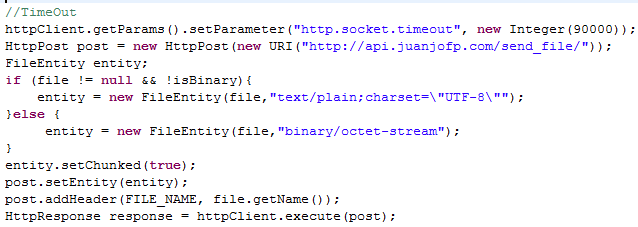 //TimeOut
httpClient.getParams().setParameter("http.socket.timeout", new Integer(90000));
HttpPost post = new HttpPost(new URI("http://api.juanjofp.com/send_file/"));
FileEntity entity;
if (file != null && !isBinary){
    entity = new FileEntity(file,"text/plain;charset=\"UTF-8\"");
}else {
     entity = new FileEntity(file,"binary/octet-stream");
}
entity.setChunked(true);
post.setEntity(entity);
post.addHeader(FILE_NAME, file.getName());
HttpResponse response = httpClient.execute(post);